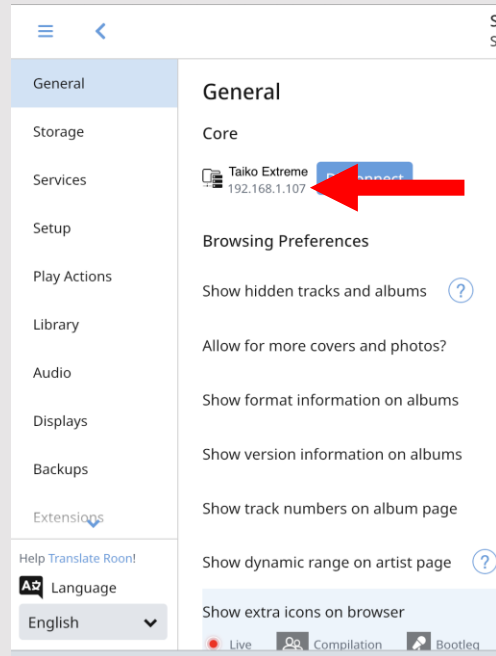 S
S
General
Storage
Services
Setup
Play Actions
Library
Audio
Displays
Backups
Extensions
Help Translate Roon!
Language
English
General
Core
Taiko Extreme
192.168.1.107
Browsing Preferences
Show hidden tracks and albums ?
Allow for more covers and photos?
Show format information on albums
Show version information on albums
Show track numbers on album page
Show dynamic range on artist page ?
Show extra icons on browser
Live Compilation Bootleg